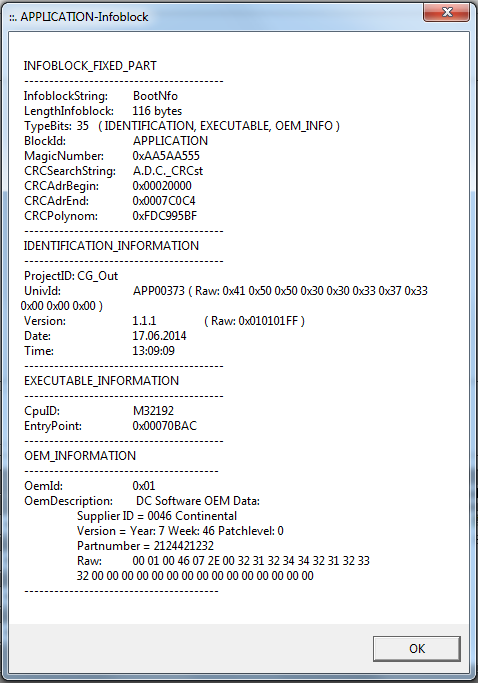 ::. APPLICATION-Infoblock
INFOBLOCK_FIXED_PART
----------------------------------------
InfoblockString: BootNfo
LengthInfoblock: 116 bytes
TypeBits: 35 ( IDENTIFICATION, EXECUTABLE, OEM_INFO )
BlockId: APPLICATION
MagicNumber: 0xAA5AA555
CRCSearchString: A.D.C._CRCst
CRCAdrBegin: 0x00020000
CRCAdrEnd: 0x0007C0C4
CRCPolynom: 0xFDC995BF
----------------------------------------
IDENTIFICATION_INFORMATION
----------------------------------------
ProjectID: CG_Out
UnivId: APP00373 ( Raw: 0x41 0x50 0x50 0x30 0x30 0x33 0x37 0x33
0x00 0x00 0x00 )
Version: 1.1.1 ( Raw: 0x010101FF )
Date: 17.06.2014
Time: 13:09:09
----------------------------------------
EXECUTABLE_INFORMATION
----------------------------------------
CpuID: M32192
EntryPoint: 0x00070BAC
----------------------------------------
OEM_INFORMATION
---------------------------------------
OemId: 0x01
OemDescription: DC Software OEM Data:
Supplier ID = 0046 Continental
Version = Year: 7 Week: 46 Patchlevel: 0
Partnumber = 2124421232
Raw: 00 01 00 46 07 2E 00 32 31 32 34 34 32 31 32 33
32 00 00 00 00 00 00 00 00 00 00 00 00 00 00 00
---------------------------------------
OK